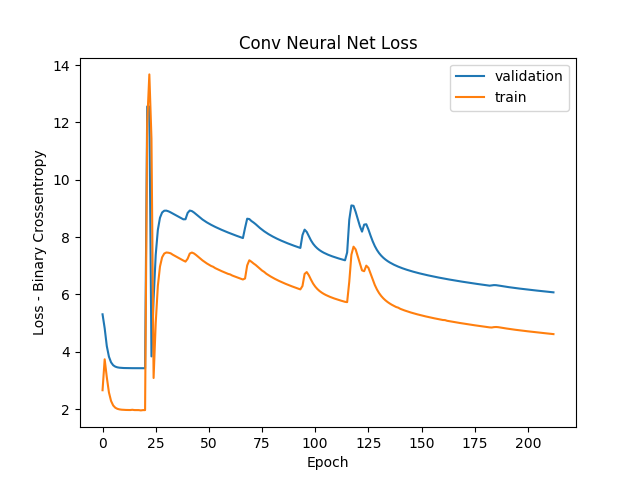 Conv Neural Net Loss
validation
train
Loss - Binary Crossentropy
14
12
10
8
6
4
2
0 25 50 75 100 125 150 175 200
Epoch